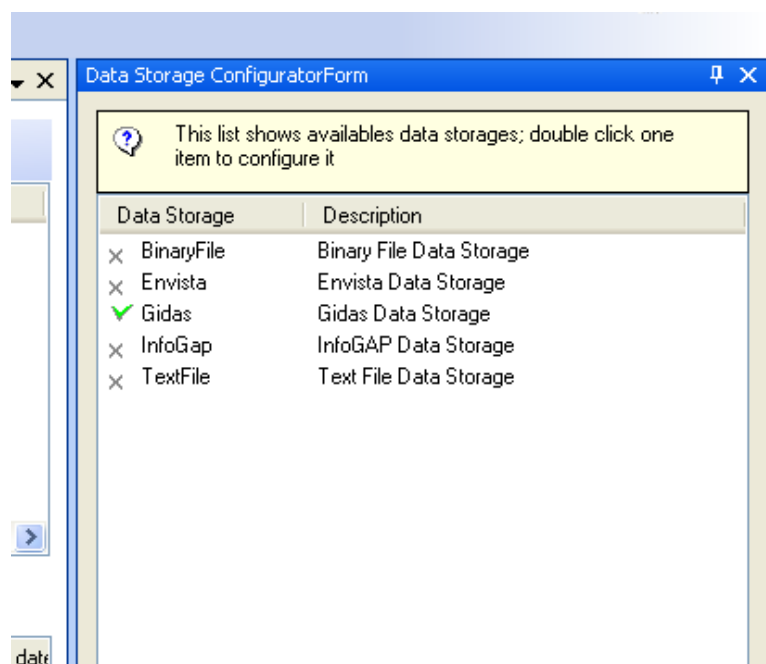 Data Storage ConfiguratorForm
This list shows availables data storages; double click one
item to configure it
Data Storage Description
BinaryFile Binary File Data Storage
Envista Envista Data Storage
Gidas Gidas Data Storage
InfoGap InfoGAP Data Storage
TextFile Text File Data Storage